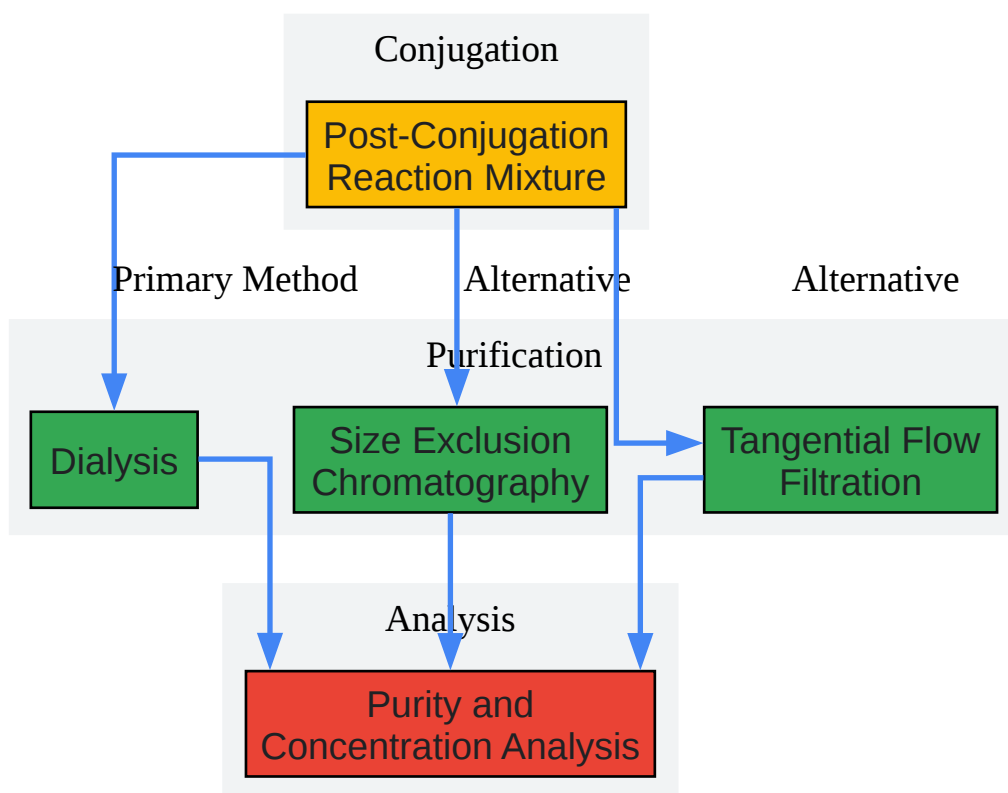 Conjugation
Post-Conjugation
Reaction Mixture
Primary Method
Alternative
Alternative
Purification
Dialysis
Size Exclusion
Chromatography
Tangential Flow
Filtration
Analysis
Purity and
Concentration Analysis